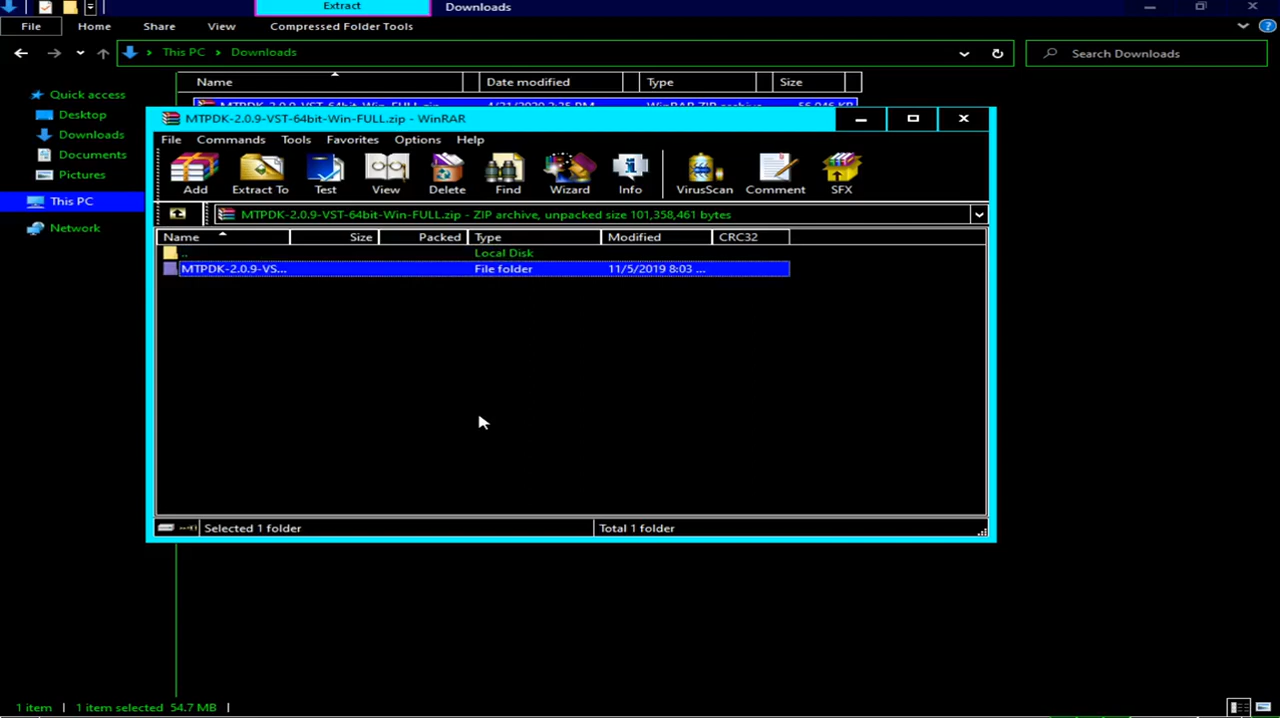 Extract
Downloads
File
Home
Share
View
Compressed Folder Tools
This PC
Downloads
Search Downloads
Name
Date modified
Type
Size
Quick access
Desktop
Downloads
Documents
Pictures
This PC
Network
MTPDK-2.0.9-VST-64bit-Win-FULL.zip 4/21/2020 2:35 PM WinRAR ZIP archive 56,046 KB
MTPDK-2.0.9-VST-64bit-Win-FULL.zip - WinRAR
File Commands Tools Favorites Options Help
Add Extract To Test View Delete Find Wizard Info VirusScan Comment SFX
MTPDK-2.0.9-VST-64bit-Win-FULL.zip - ZIP archive, unpacked size 101,358,461 bytes
Name Size Packed Type Modified CRC32
.. Local Disk
MTPDK-2.0.9-VS... File folder 11/5/2019 8:03 ...
Selected 1 folder
Total 1 folder
1 item
1 item selected 54.7 MB